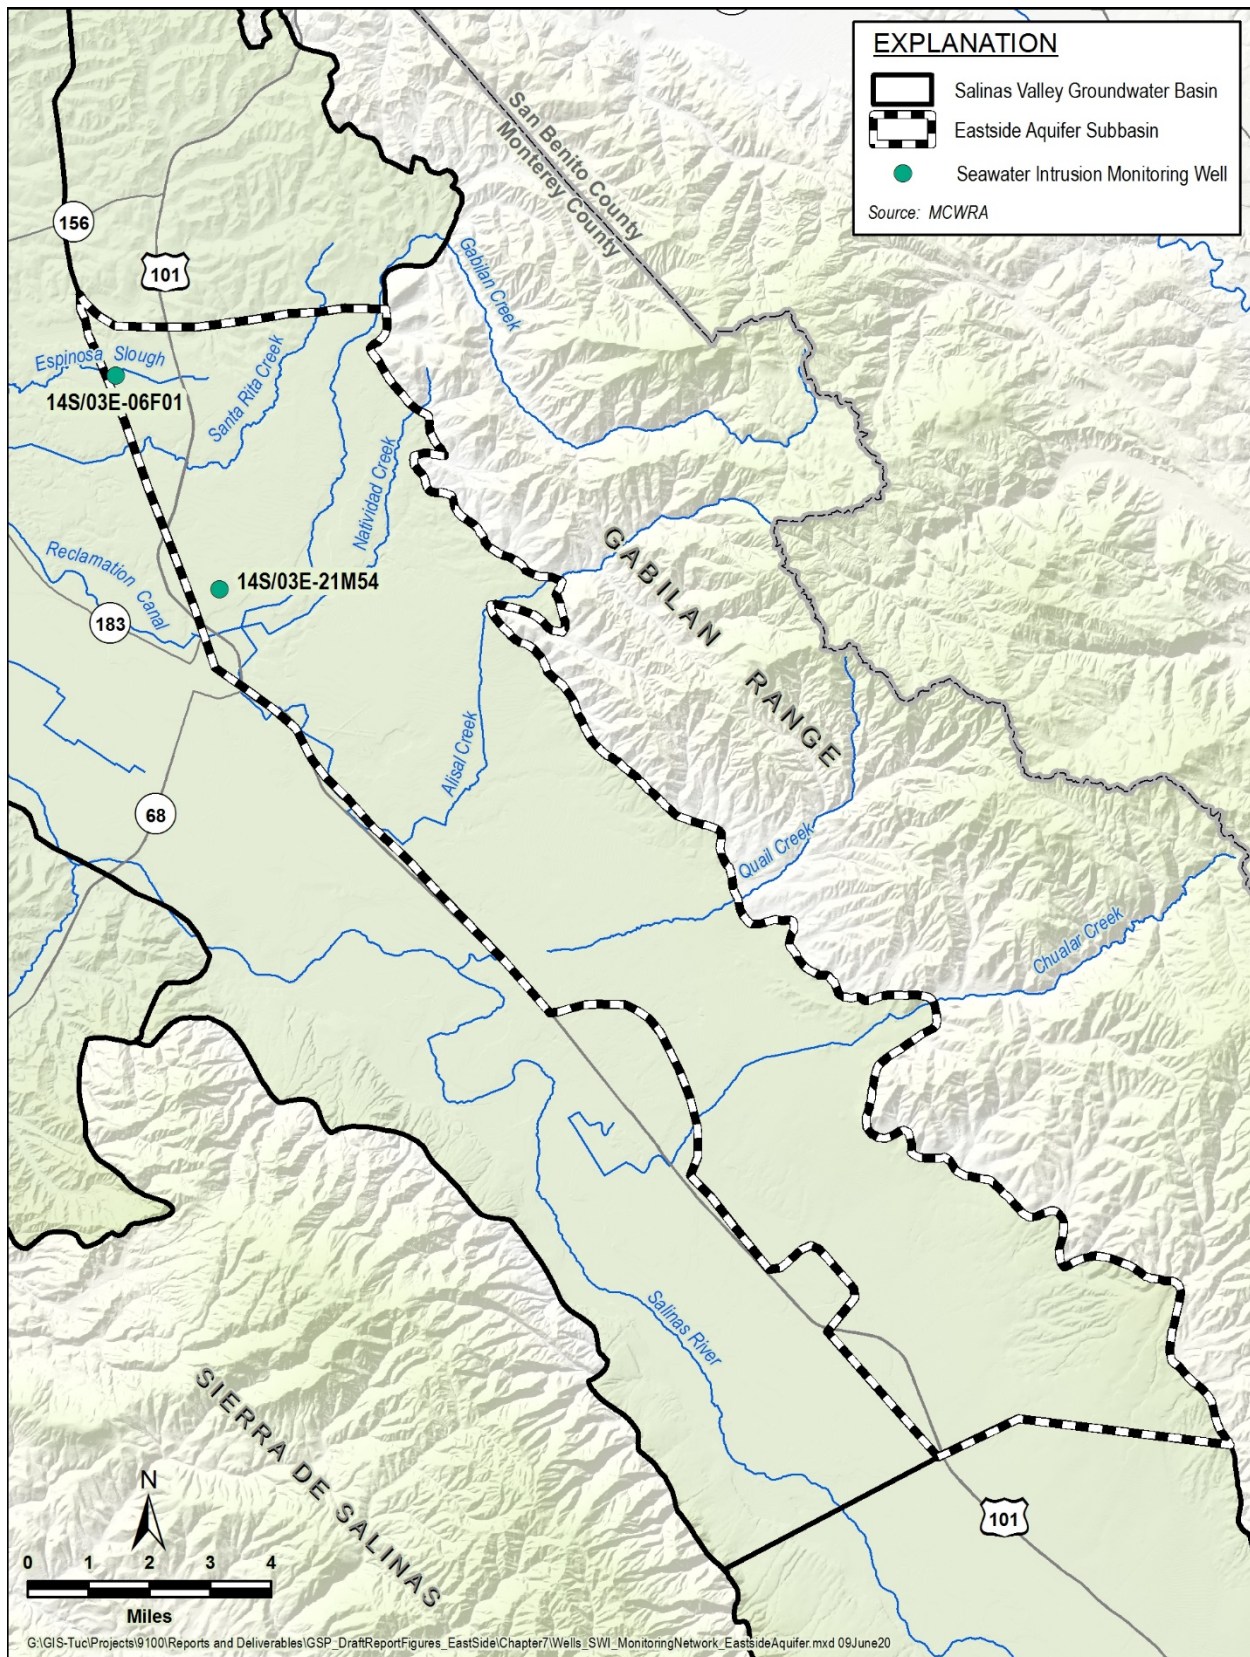 EXPLANATION
Salinas Valley Groundwater Basin
Eastside Aquifer Subbasin
Seawater Intrusion Monitoring Well
Source: MCWRA
San Benito County
Monterey County
156
101
Gabilan Creek
Espinosa Slough
14S/03E-06F01
Santa Rita Creek
Natividad Creek
GABILAN RANGE
Reclamation Canal
14S/03E-21M54
183
Alisal Creek
68
Quail Creek
Chualar Creek
Salinas River
SIERRA DE SALINAS
101
N
0 1 2 3 4
Miles
G:\GIS-Tuc\Projects\9100\Reports and Deliverables\GSP_DraftReportFigures_EastSide\Chapter7\Wells_SWI_MonitoringNetwork_EastsideAquifer.mxd 09June20